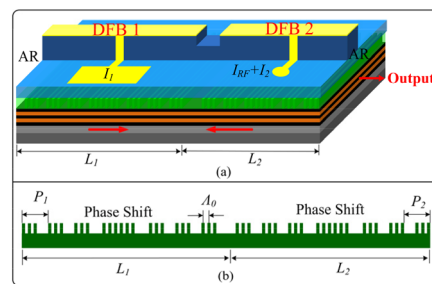 DFB 1 DFB 2
AR AR
I1 IRF+I2
Output
L1 L2
(a)
P1 Λ0 P2
Phase Shift Phase Shift
L1 L2
(b)